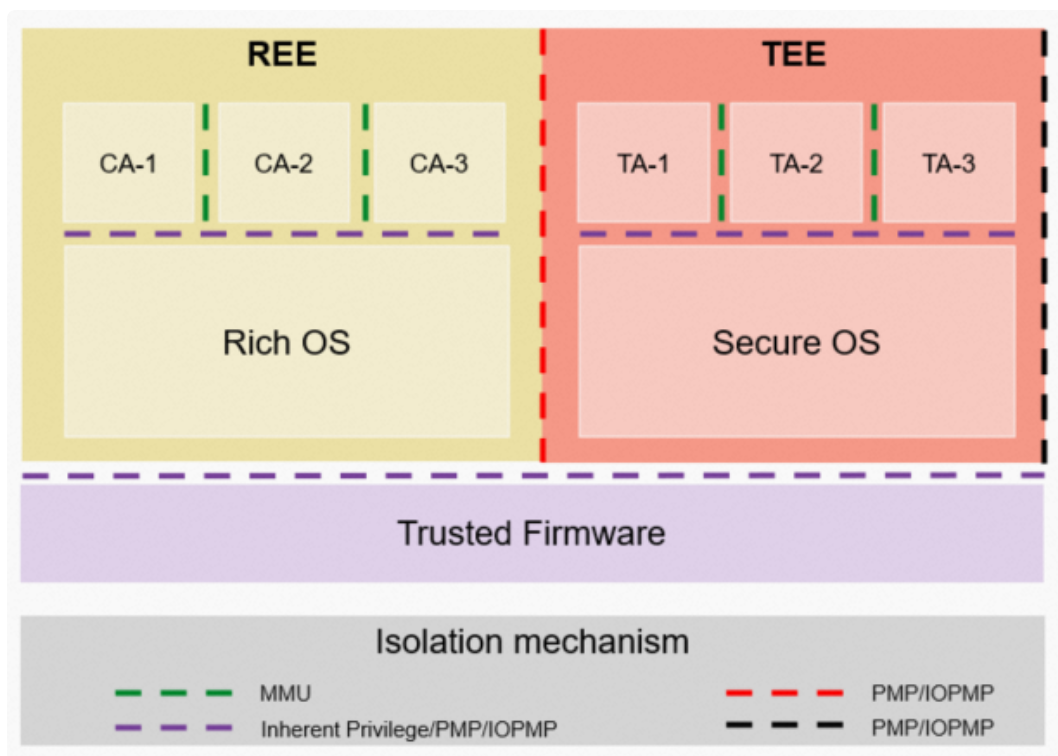 REE TEE
CA-1 CA-2 CA-3 TA-1 TA-2 TA-3
Rich OS Secure OS
Trusted Firmware
Isolation mechanism
MMU PMP/IOPMP
Inherent Privilege/PMP/IOPMP PMP/IOPMP